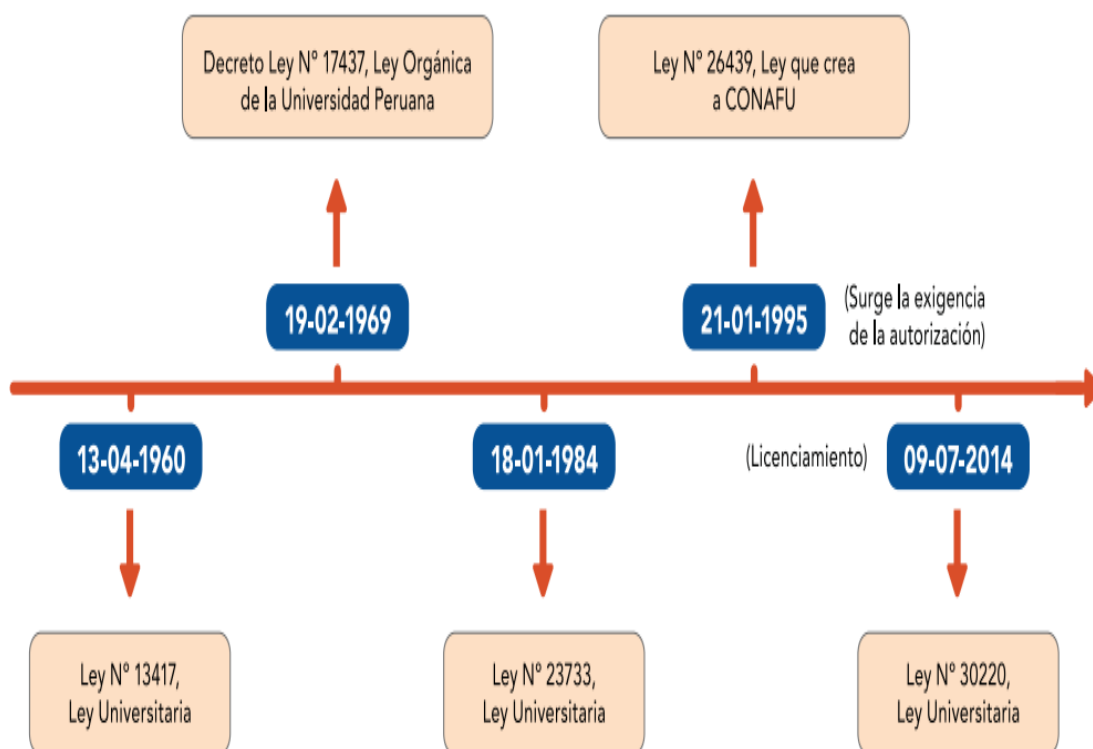 Decreto Ley N° 17437, Ley Orgánica
de la Universidad Peruana
Ley N° 26439, Ley que crea
a CONAFU
19-02-1969
21-01-1995
(Surge la exigencia
de la autorización)
13-04-1960
18-01-1984
(Licenciamiento)
09-07-2014
Ley N° 13417,
Ley Universitaria
Ley N° 23733,
Ley Universitaria
Ley N° 30220,
Ley Universitaria